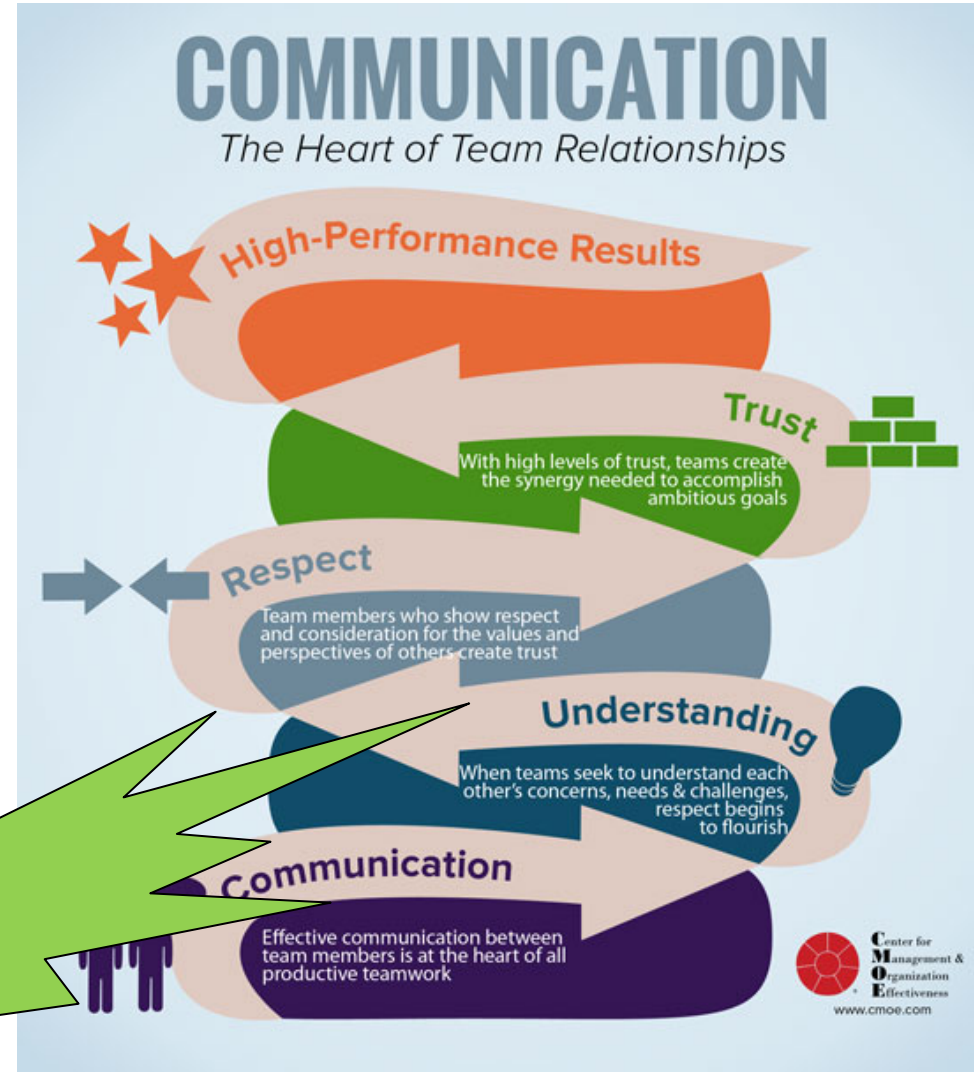 COMMUNICATION
The Heart of Team Relationships
High-Performance Results
Trust
With high levels of trust, teams create
the synergy needed to accomplish
ambitious goals
Respect
Team members who show respect
and consideration for the values and
perspectives of others create trust
Understanding
When teams seek to understand each
other's concerns, needs & challenges,
respect begins
to flourish
Communication
Effective communication between
team members is at the heart of all
productive teamwork
Center for
Management &
Organization
Effectiveness
www.cmoe.com